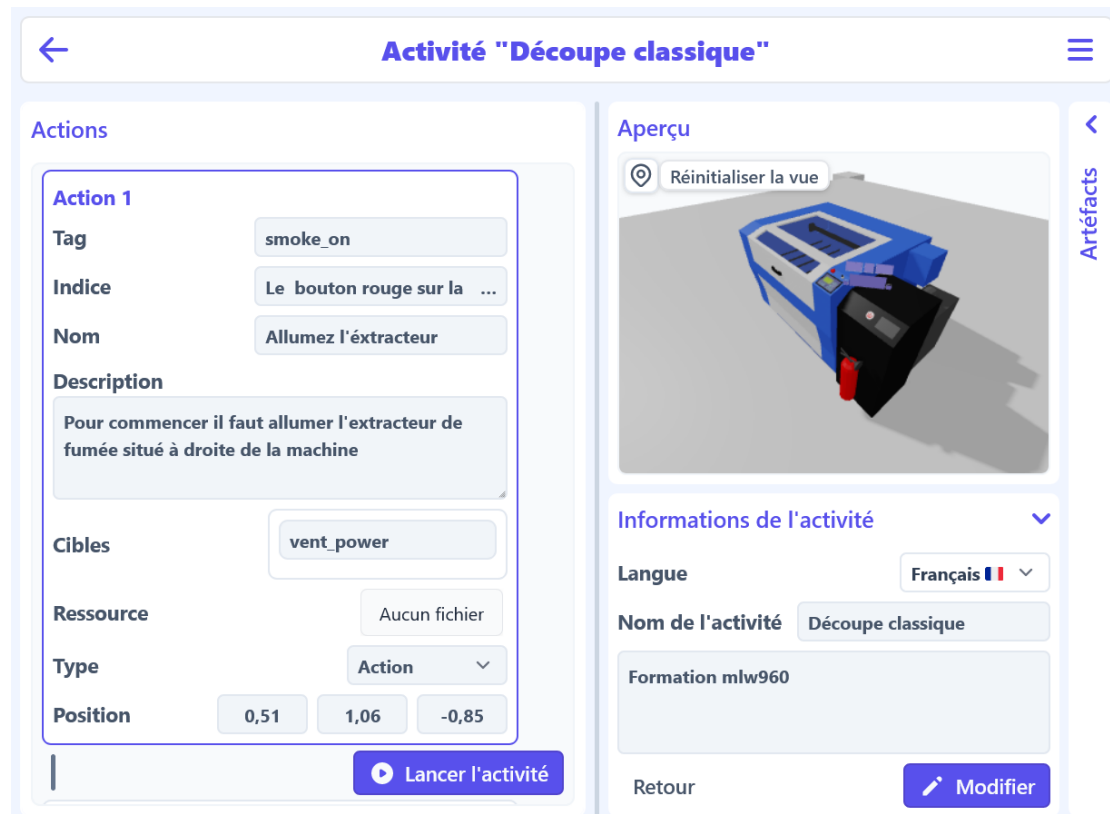 Activité "Découpe classique"
Actions
Action 1
Tag
smoke_on
Indice
Le bouton rouge sur la ...
Nom
Allumez l'éxtracteur
Description
Pour commencer il faut allumer l'extracteur de
fumée situé à droite de la machine
Cibles
vent_power
Ressource
Aucun fichier
Type
Action
Position
0,51
1,06
-0,85
Lancer l'activité
Aperçu
Réinitialiser la vue
Informations de l'activité
Langue
Français
Nom de l'activité
Découpe classique
Formation mlw960
Retour
Modifier
Artéfacts